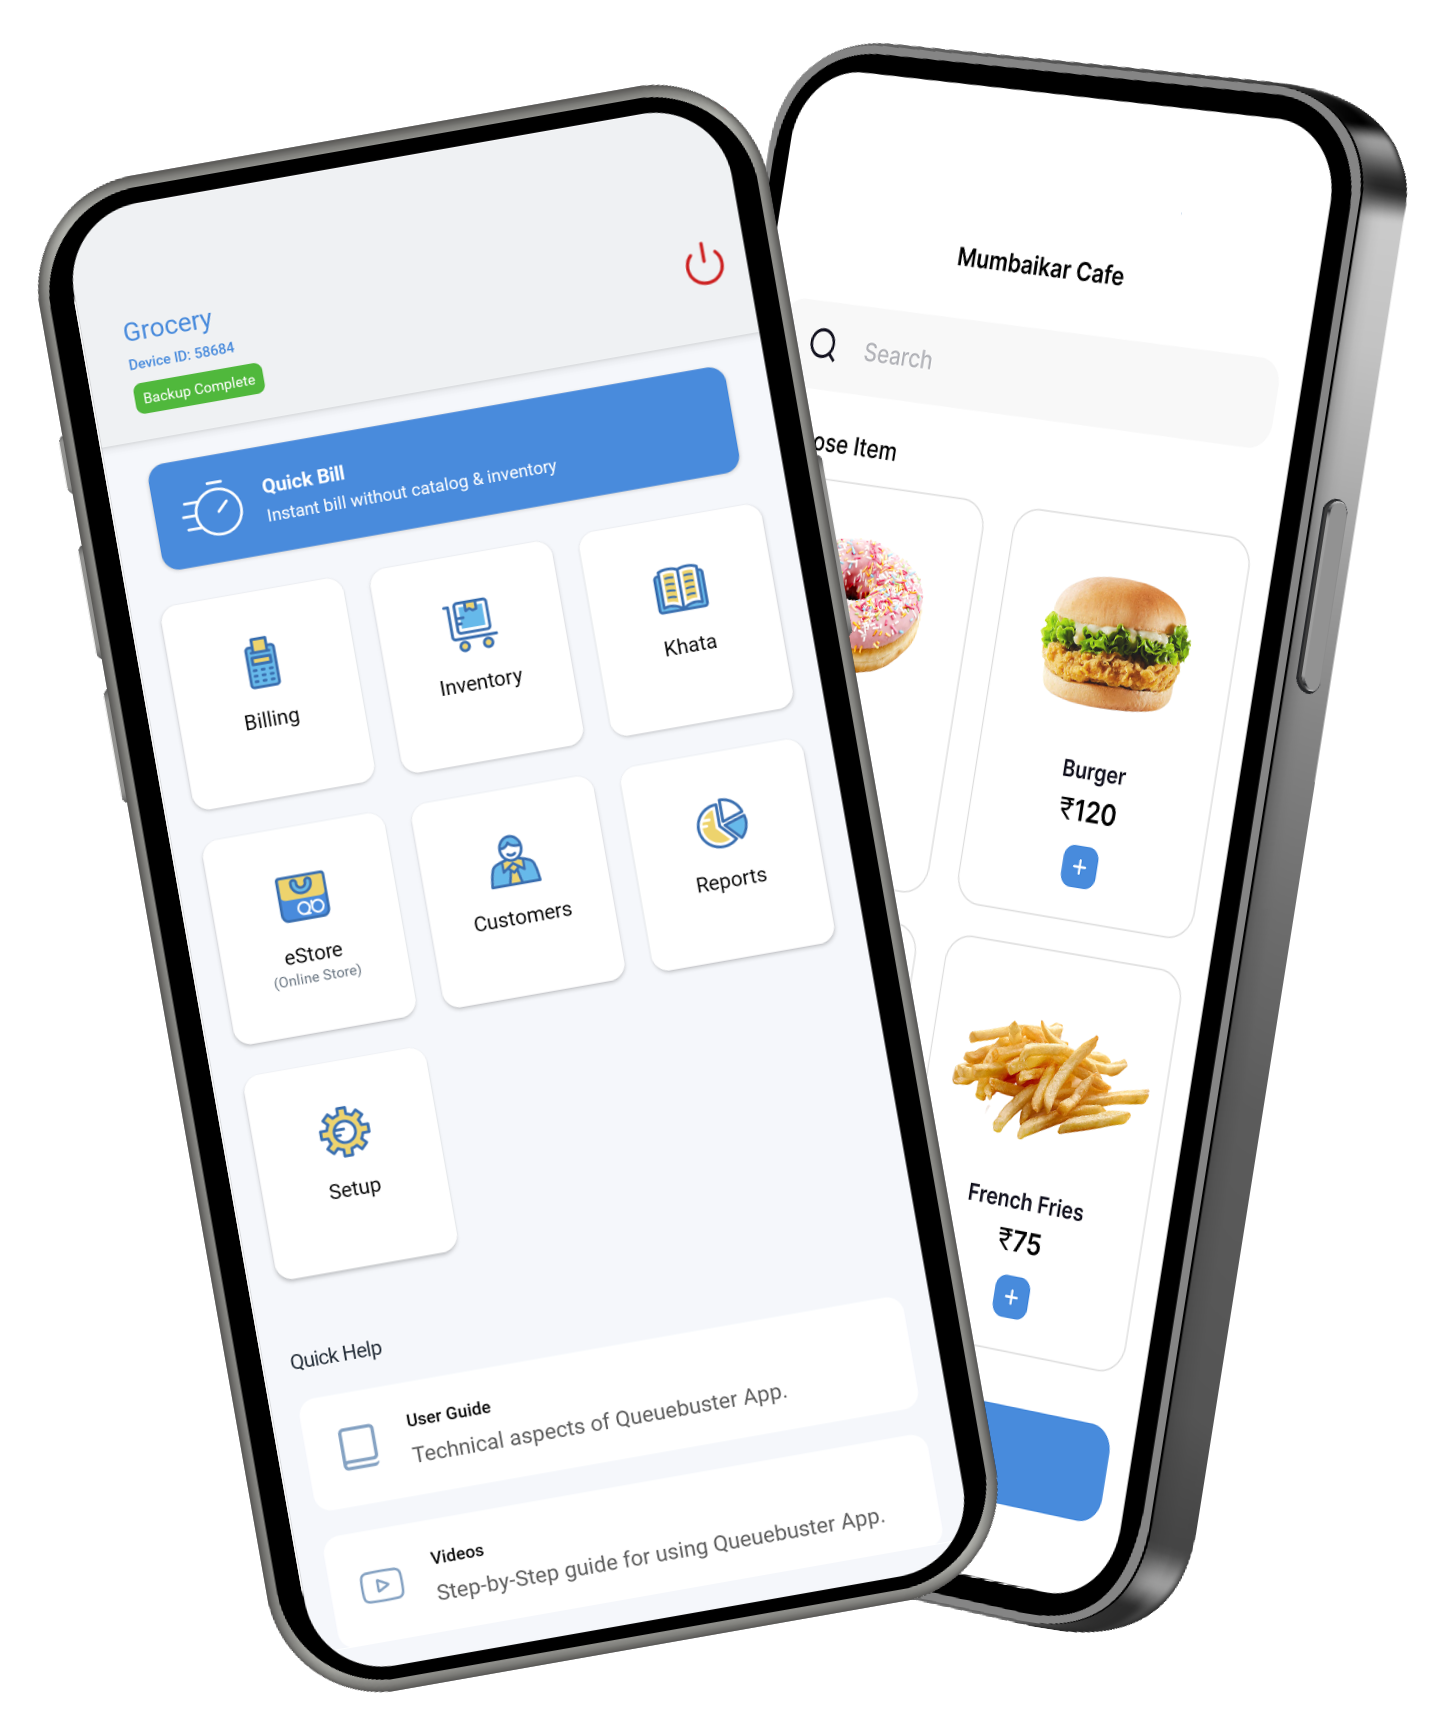 Grocery
Device ID: 58684
Backup Complete
Quick Bill
Instant bill without catalog & inventory
Billing
Inventory
Khata
eStore
(Online Store)
Customers
Reports
Setup
Quick Help
User Guide
Technical aspects of Queuebuster App.
Videos
Step-by-Step guide for using Queuebuster App.
Mumbaikar Cafe
Search
ose Item
Burger
₹120
+
French Fries
₹75
+